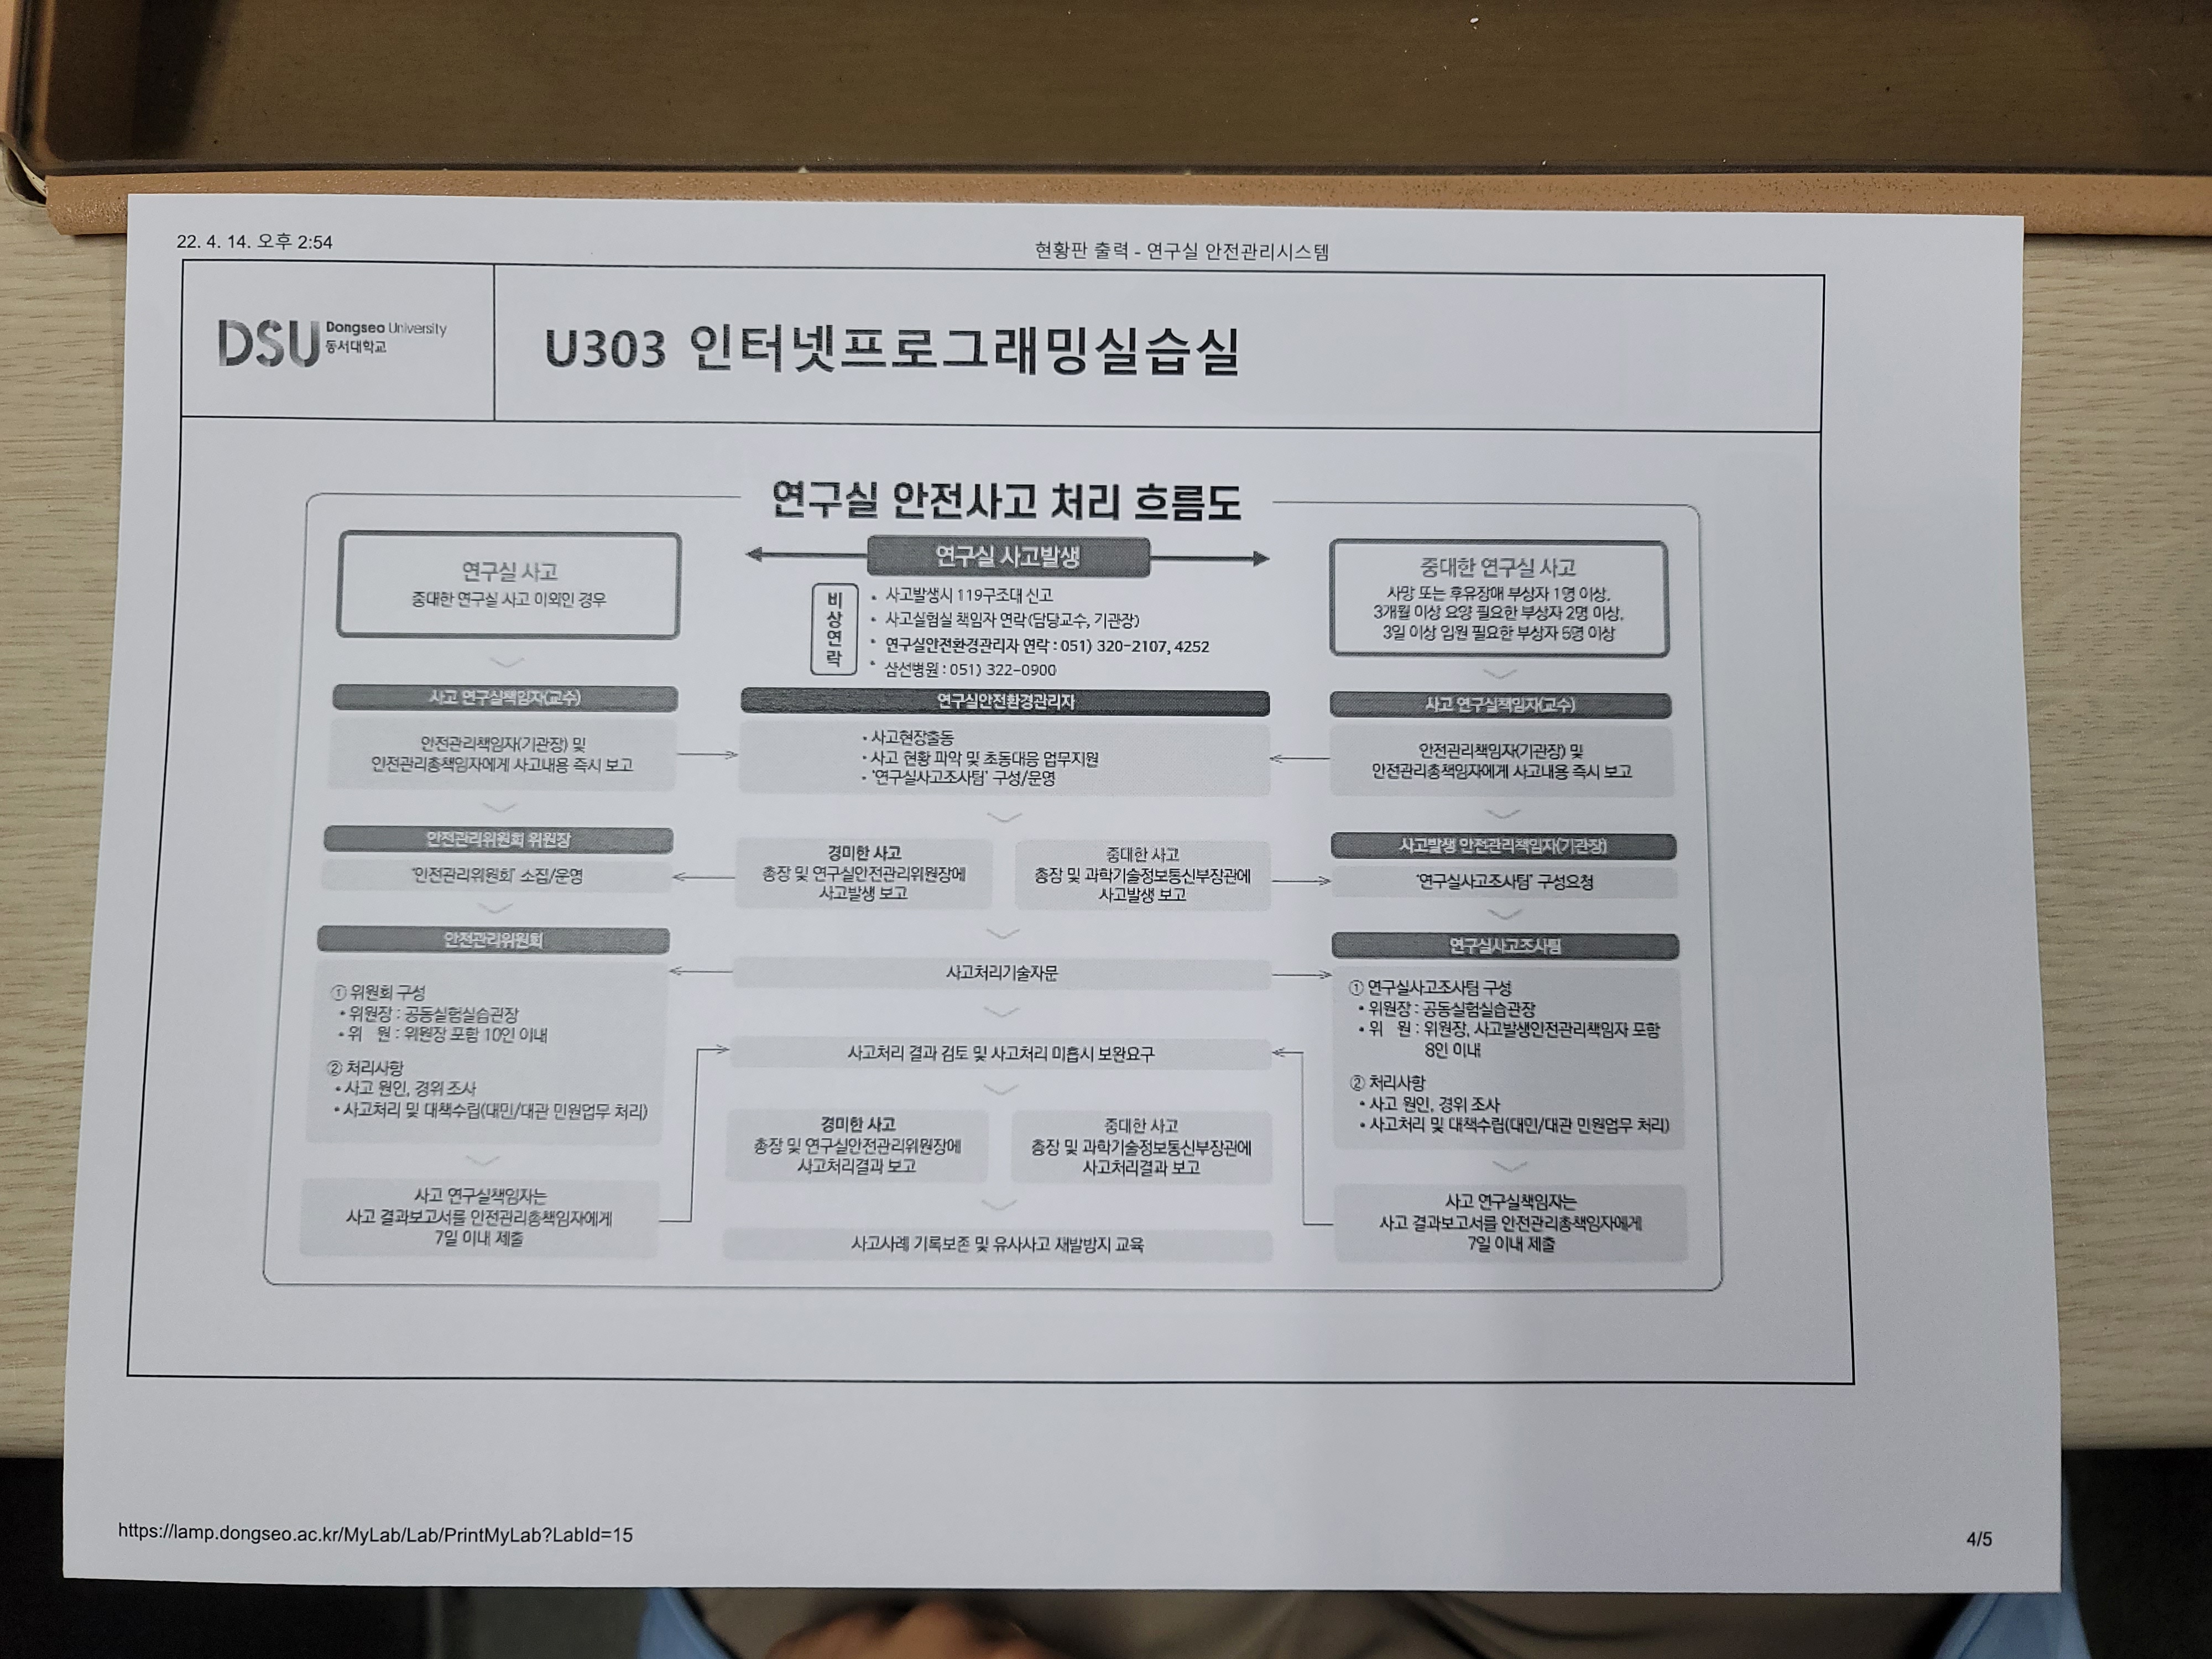 22. 4. 14. 오후 2:54
현황판 출력 - 연구실 안전관리시스템
DSU
Dongseo University
동서대학교
U303 인터넷프로그래밍실습실
연구실 안전사고 처리 흐름도
연구실 사고발생
비상연락
• 사고발생시 119구조대 신고
• 사고실험실 책임자 연락(담당교수, 기관장)
• 연구실안전환경관리자 연락 : 051) 320-2107, 4252
• 삼선병원 : 051) 322-0900
연구실 사고
중대한 연구실 사고 이외인 경우
사고 연구실책임자(교수)
안전관리책임자(기관장) 및
안전관리총책임자에게 사고내용 즉시 보고
안전관리위원회 위원장
'안전관리위원회' 소집/운영
안전관리위원회
① 위원회 구성
• 위원장 : 공동실험실습관장
• 위 원 : 위원장 포함 10인 이내
② 처리사항
• 사고 원인, 경위 조사
• 사고처리 및 대책수립(대민/대관 민원업무 처리)
사고 연구실책임자는
사고 결과보고서를 안전관리총책임자에게
7일 이내 제출
연구실안전환경관리자
• 사고현장출동
• 사고 현황 파악 및 초동대응 업무지원
• '연구실사고조사팀' 구성/운영
경미한 사고
총장 및 연구실안전관리위원장에
사고발생 보고
중대한 사고
총장 및 과학기술정보통신부장관에
사고발생 보고
사고처리기술자문
사고처리 결과 검토 및 사고처리 미흡시 보완요구
경미한 사고
총장 및 연구실안전관리위원장에
사고처리결과 보고
중대한 사고
총장 및 과학기술정보통신부장관에
사고처리결과 보고
사고사례 기록보존 및 유사사고 재발방지 교육
중대한 연구실 사고
사망 또는 후유장애 부상자 1명 이상,
3개월 이상 요양 필요한 부상자 2명 이상,
3일 이상 입원 필요한 부상자 5명 이상
사고 연구실책임자(교수)
안전관리책임자(기관장) 및
안전관리총책임자에게 사고내용 즉시 보고
사고발생 안전관리책임자(기관장)
'연구실사고조사팀' 구성요청
연구실사고조사팀
① 연구실사고조사팀 구성
• 위원장 : 공동실험실습관장
• 위 원 : 위원장, 사고발생안전관리책임자 포함
8인 이내
② 처리사항
• 사고 원인, 경위 조사
• 사고처리 및 대책수립(대민/대관 민원업무 처리)
사고 연구실책임자는
사고 결과보고서를 안전관리총책임자에게
7일 이내 제출
https://lamp.dongseo.ac.kr/MyLab/Lab/PrintMyLab?LabId=15
4/5